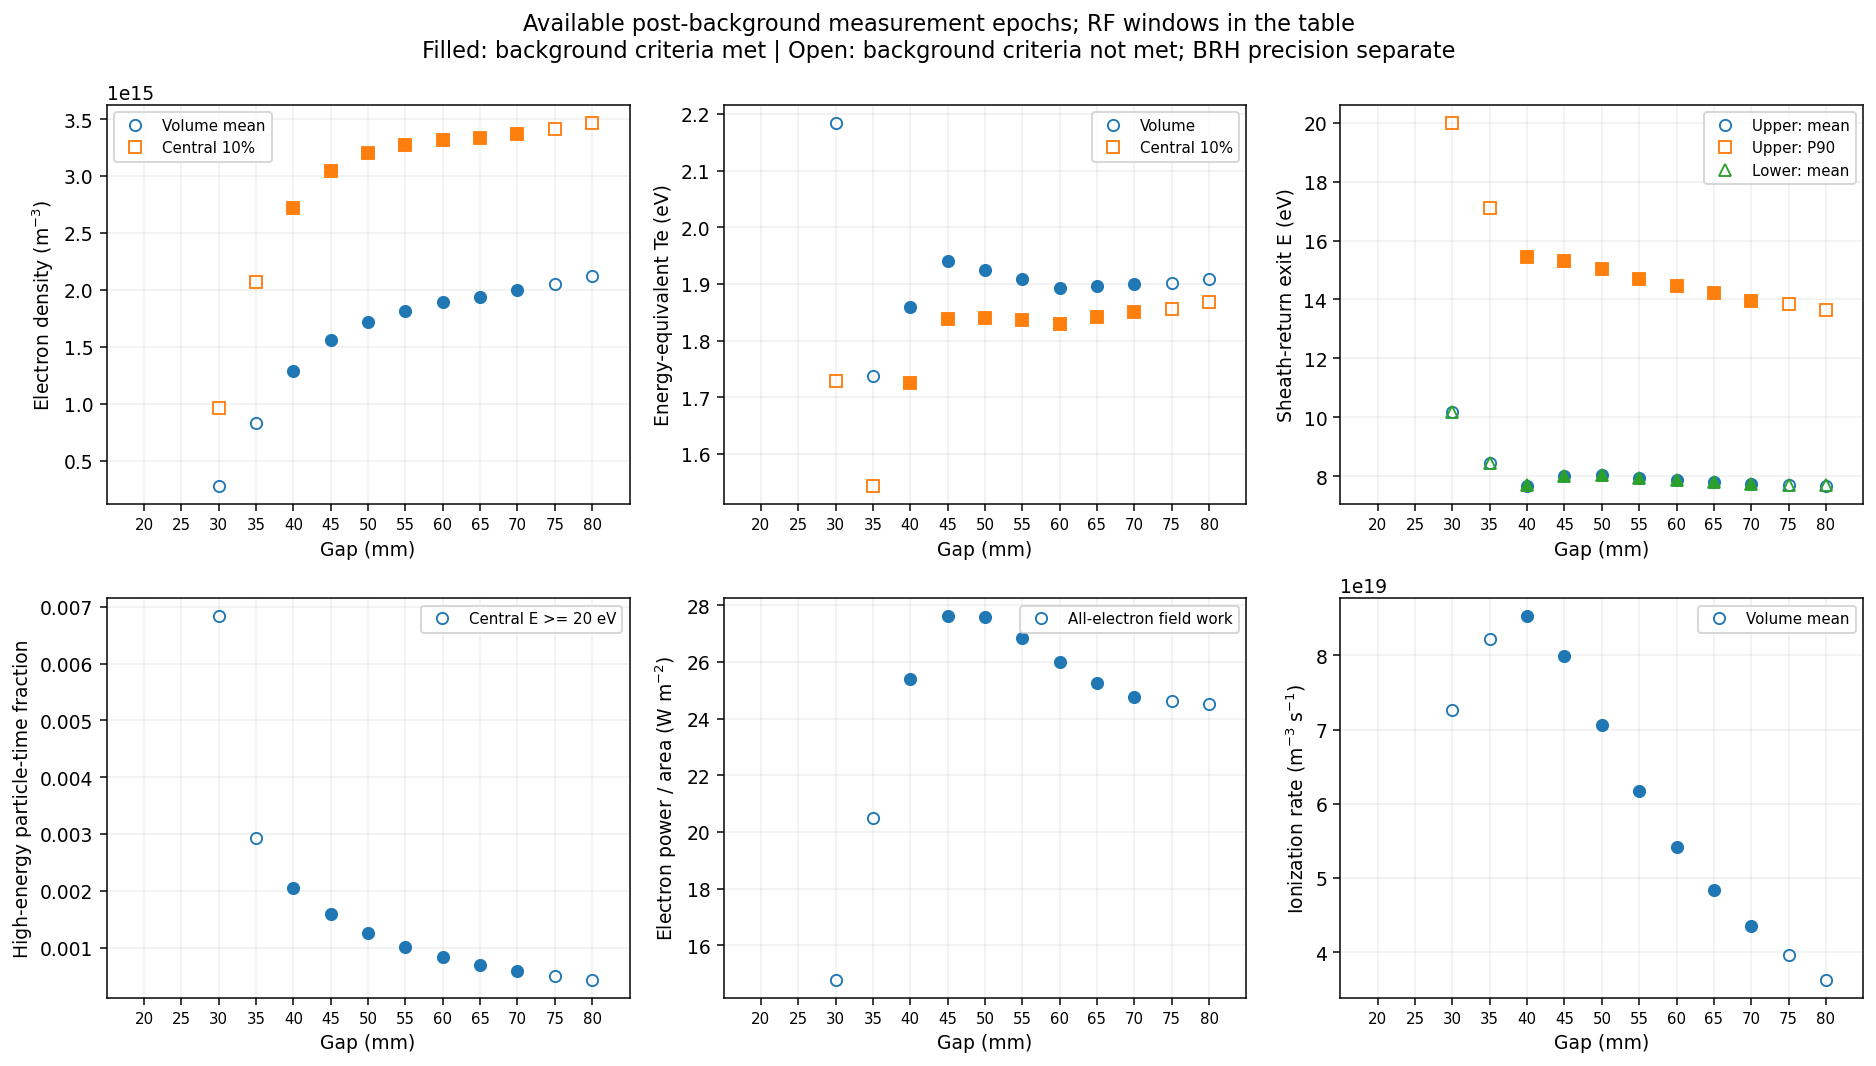 Available post-background measurement epochs; RF windows in the table
Filled: background criteria met | Open: background criteria not met; BRH precision separate
1e15
Electron density (m⁻³)
3.5
3.0
2.5
2.0
1.5
1.0
0.5
Volume mean
Central 10%
20 25 30 35 40 45 50 55 60 65 70 75 80
Gap (mm)
Energy-equivalent Te (eV)
2.2
2.1
2.0
1.9
1.8
1.7
1.6
Volume
Central 10%
20 25 30 35 40 45 50 55 60 65 70 75 80
Gap (mm)
Sheath-return exit E (eV)
20
18
16
14
12
10
8
Upper: mean
Upper: P90
Lower: mean
20 25 30 35 40 45 50 55 60 65 70 75 80
Gap (mm)
High-energy particle-time fraction
0.007
0.006
0.005
0.004
0.003
0.002
0.001
Central E >= 20 eV
20 25 30 35 40 45 50 55 60 65 70 75 80
Gap (mm)
Electron power / area (W m⁻²)
28
26
24
22
20
18
16
All-electron field work
20 25 30 35 40 45 50 55 60 65 70 75 80
Gap (mm)
1e19
Ionization rate (m⁻³ s⁻¹)
8
7
6
5
4
Volume mean
20 25 30 35 40 45 50 55 60 65 70 75 80
Gap (mm)